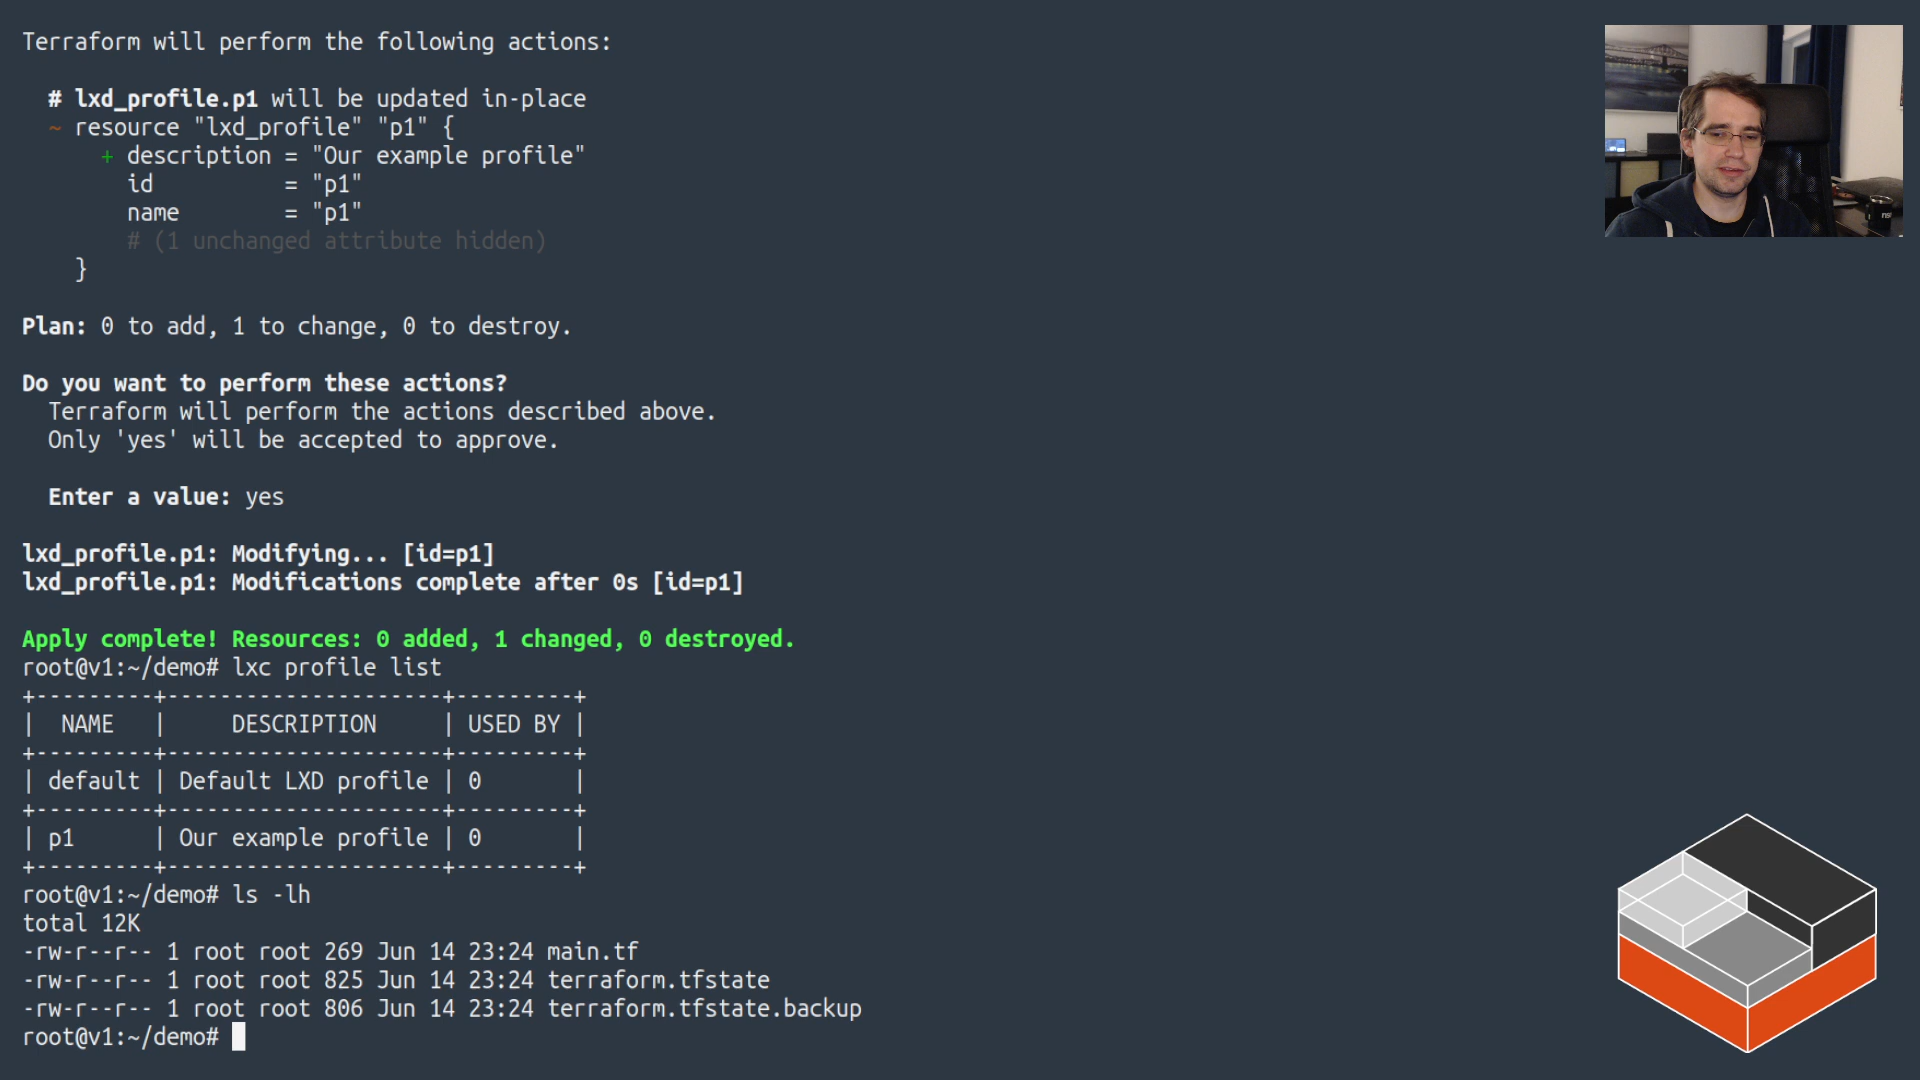 Terraform will perform the following actions:
# lxd_profile.p1 will be updated in-place
~ resource "lxd_profile" "p1" {
+ description = "Our example profile"
id          = "p1"
name        = "p1"
# (1 unchanged attribute hidden)
}
Plan: 0 to add, 1 to change, 0 to destroy.
Do you want to perform these actions?
Terraform will perform the actions described above.
Only 'yes' will be accepted to approve.
Enter a value: yes
lxd_profile.p1: Modifying... [id=p1]
lxd_profile.p1: Modifications complete after 0s [id=p1]
Apply complete! Resources: 0 added, 1 changed, 0 destroyed.
root@v1:~/demo# lxc profile list
+---------+---------------------+---------+
|  NAME   |     DESCRIPTION     | USED BY |
+---------+---------------------+---------+
| default | Default LXD profile | 0       |
+---------+---------------------+---------+
| p1      | Our example profile | 0       |
+---------+---------------------+---------+
root@v1:~/demo# ls -lh
total 12K
-rw-r--r-- 1 root root 269 Jun 14 23:24 main.tf
-rw-r--r-- 1 root root 825 Jun 14 23:24 terraform.tfstate
-rw-r--r-- 1 root root 806 Jun 14 23:24 terraform.tfstate.backup
root@v1:~/demo#